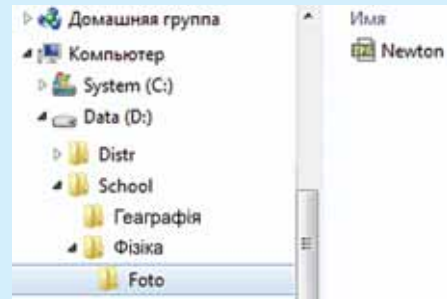 Домашняя группа
Компьютер
System (C:)
Data (D:)
Distr
School
Геаграфія
Фізіка
Foto
Имя
Newton